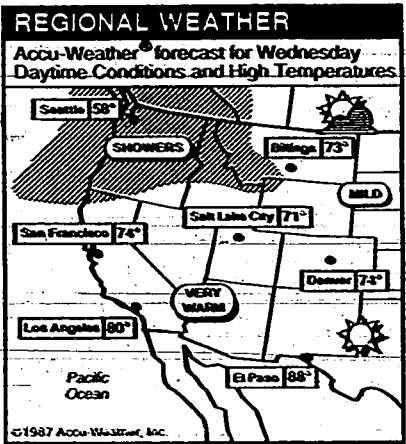 REGIONAL WEATHER
Accu-Weather® forecast for Wednesday
Daytime Conditions and High Temperatures
Seattle 58°
SHOWERS
Billings 73°
MILD
Salt Lake City 71°
San Francisco 74°
Denver
VERY
WARM
Los Angeles 80°
El Paso 88°
Pacific
Ocean
©1987 Accu-Weather, Inc.